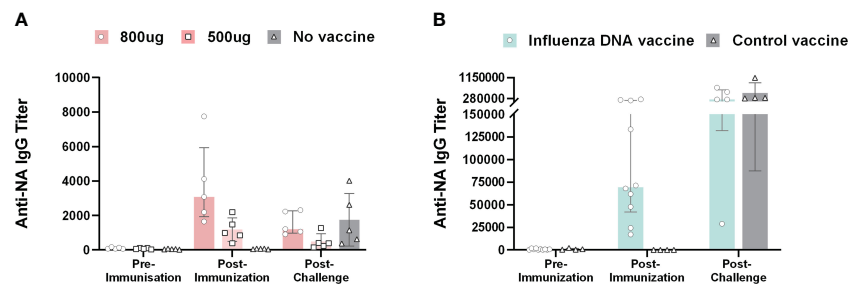 A
800ug 500ug No vaccine
Anti-NA IgG Titer
10000
8000
6000
4000
2000
0
Pre-
Immunisation
Post-
Immunization
Post-
Challenge
B
Influenza DNA vaccine Control vaccine
Anti-NA IgG Titer
1150000
280000
150000
125000
100000
75000
50000
25000
0
Pre-
Immunization
Post-
Immunization
Post-
Challenge